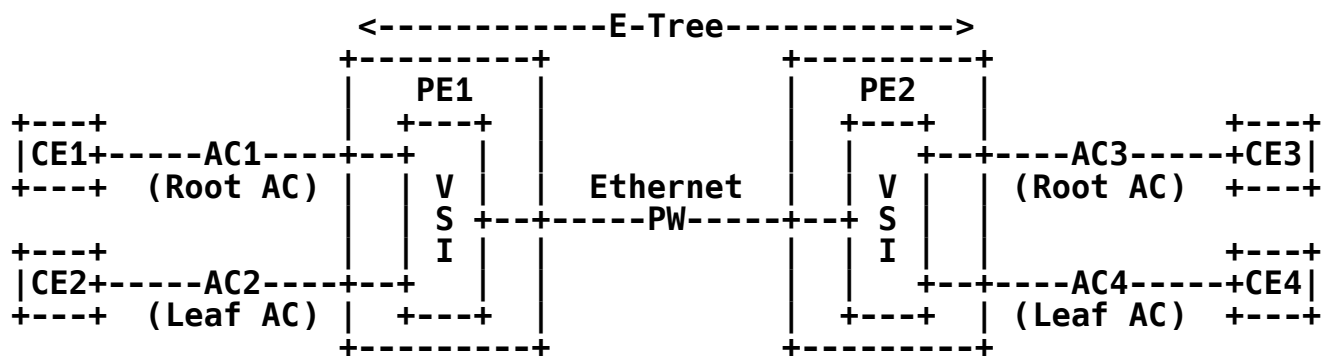 <------------E-Tree------------>
+---------+ +---------+
| PE1 | | PE2 |
+---+ | +---+ | | +---+ | +---+
|CE1+-----AC1----+--+ | | | | +--+----AC3-----+CE3|
+---+ (Root AC) | | V | | Ethernet | | V | | (Root AC) +---+
| | S +--+-----PW-----+--+ S | |
+---+ | | I | | | | I | | +---+
|CE2+-----AC2----+--+ | | | | +--+----AC4-----+CE4|
+---+ (Leaf AC) | +---+ | | +---+ | (Leaf AC) +---+
+---------+ +---------+